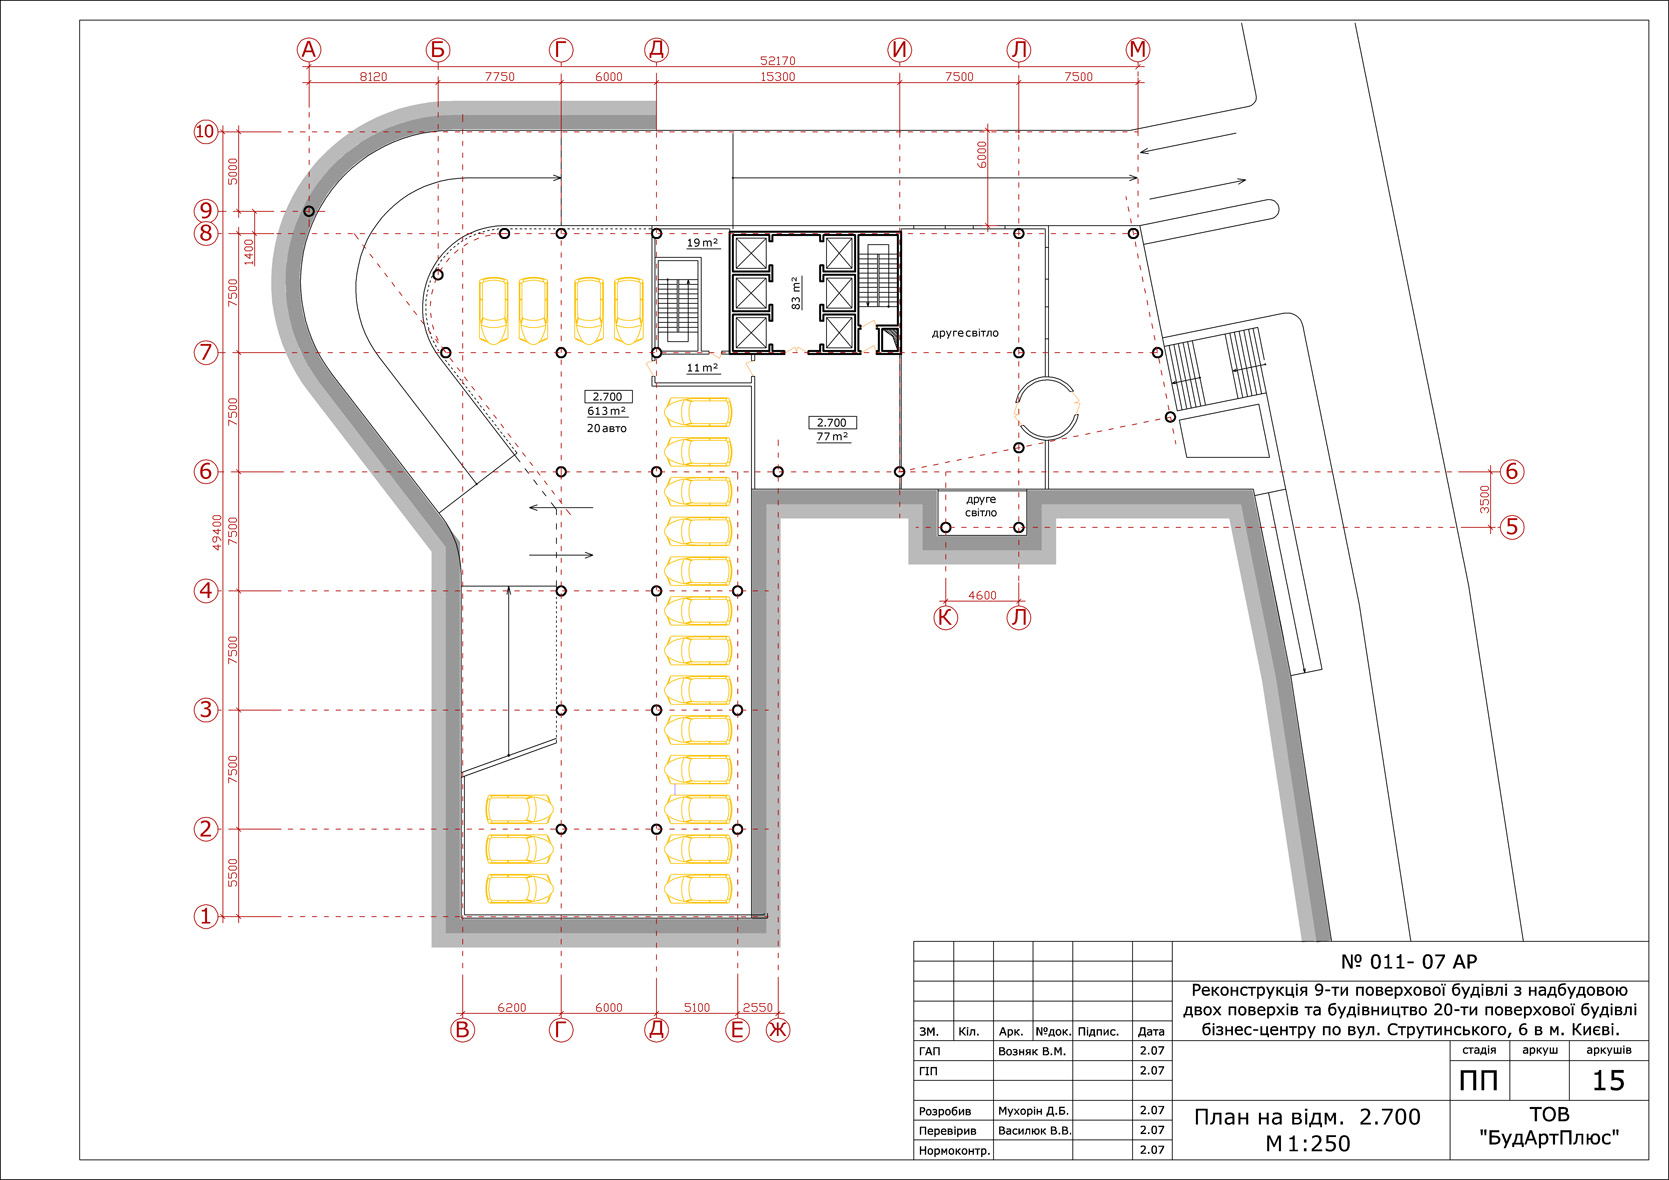 А Б Г Д И Л М
52170
8120 7750 6000 15300 7500 7500
10
5000
6000
9
8
1400
19 m²
83 m²
7500
друге світло
7
11 m²
2.700
613 m²
20 авто
7500
2.700
77 m²
6
6
друге
світло
3500
5
49400
7500
4
4600
К Л
7500
3
7500
2
5500
1
6200 6000 5100 2550
В Г Д Е Ж
№ 011- 07 АР
Реконструкція 9-ти поверхової будівлі з надбудовою
двох поверхів та будівництво 20-ти поверхової будівлі
бізнес-центру по вул. Струтинського, 6 в м. Києві.
ЗМ. Кіл. Арк. №док. Підпис. Дата
стадія аркуш аркушів
ГАП Возняк В.М. 2.07
ГІП 2.07
ПП 15
Розробив Мухорін Д.Б. 2.07
Перевірив Василюк В.В. 2.07
Нормоконтр. 2.07
План на відм. 2.700
М 1:250
ТОВ
"БудАртПлюс"